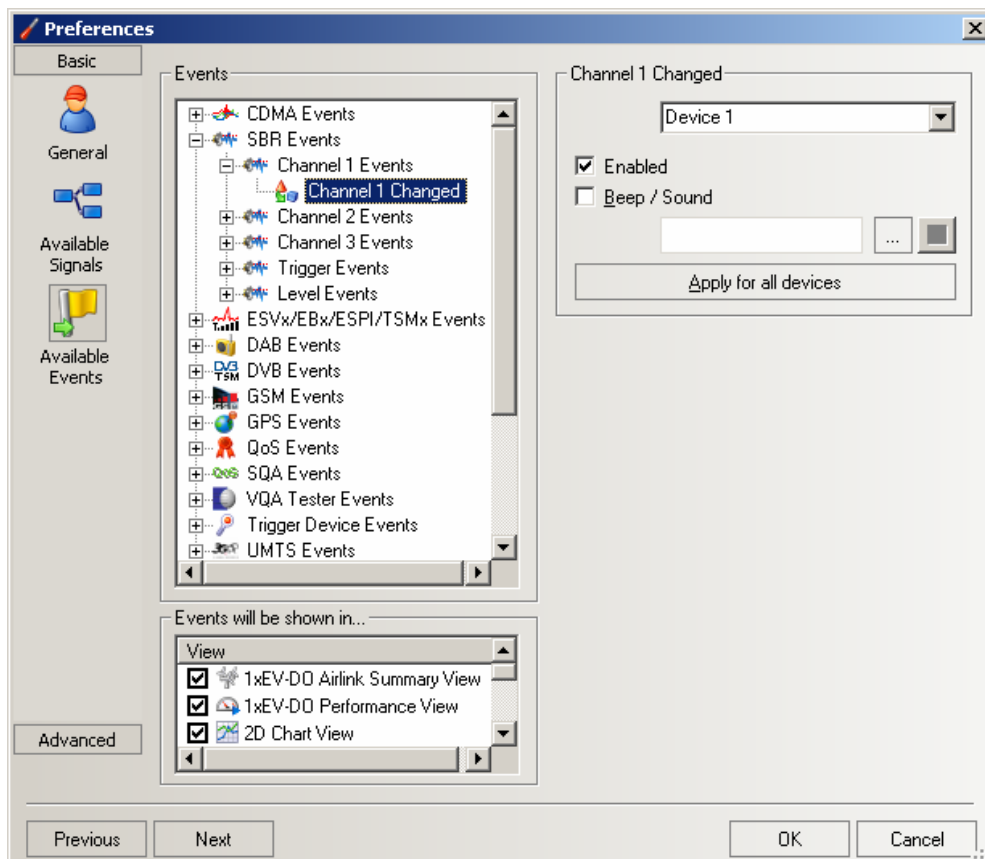 Preferences
Basic
General
Available
Signals
Available
Events
Advanced
Events
CDMA Events
SBR Events
Channel 1 Events
Channel 1 Changed
Channel 2 Events
Channel 3 Events
Trigger Events
Level Events
ESVx/EBx/ESPI/TSMx Events
DAB Events
DVB Events
GSM Events
GPS Events
QoS Events
SQA Events
VQA Tester Events
Trigger Device Events
UMTS Events
Events will be shown in...
View
1xEV-DO Airlink Summary View
1xEV-DO Performance View
2D Chart View
Channel 1 Changed
Device 1
Enabled
Beep / Sound
...
Apply for all devices
Previous
Next
OK
Cancel